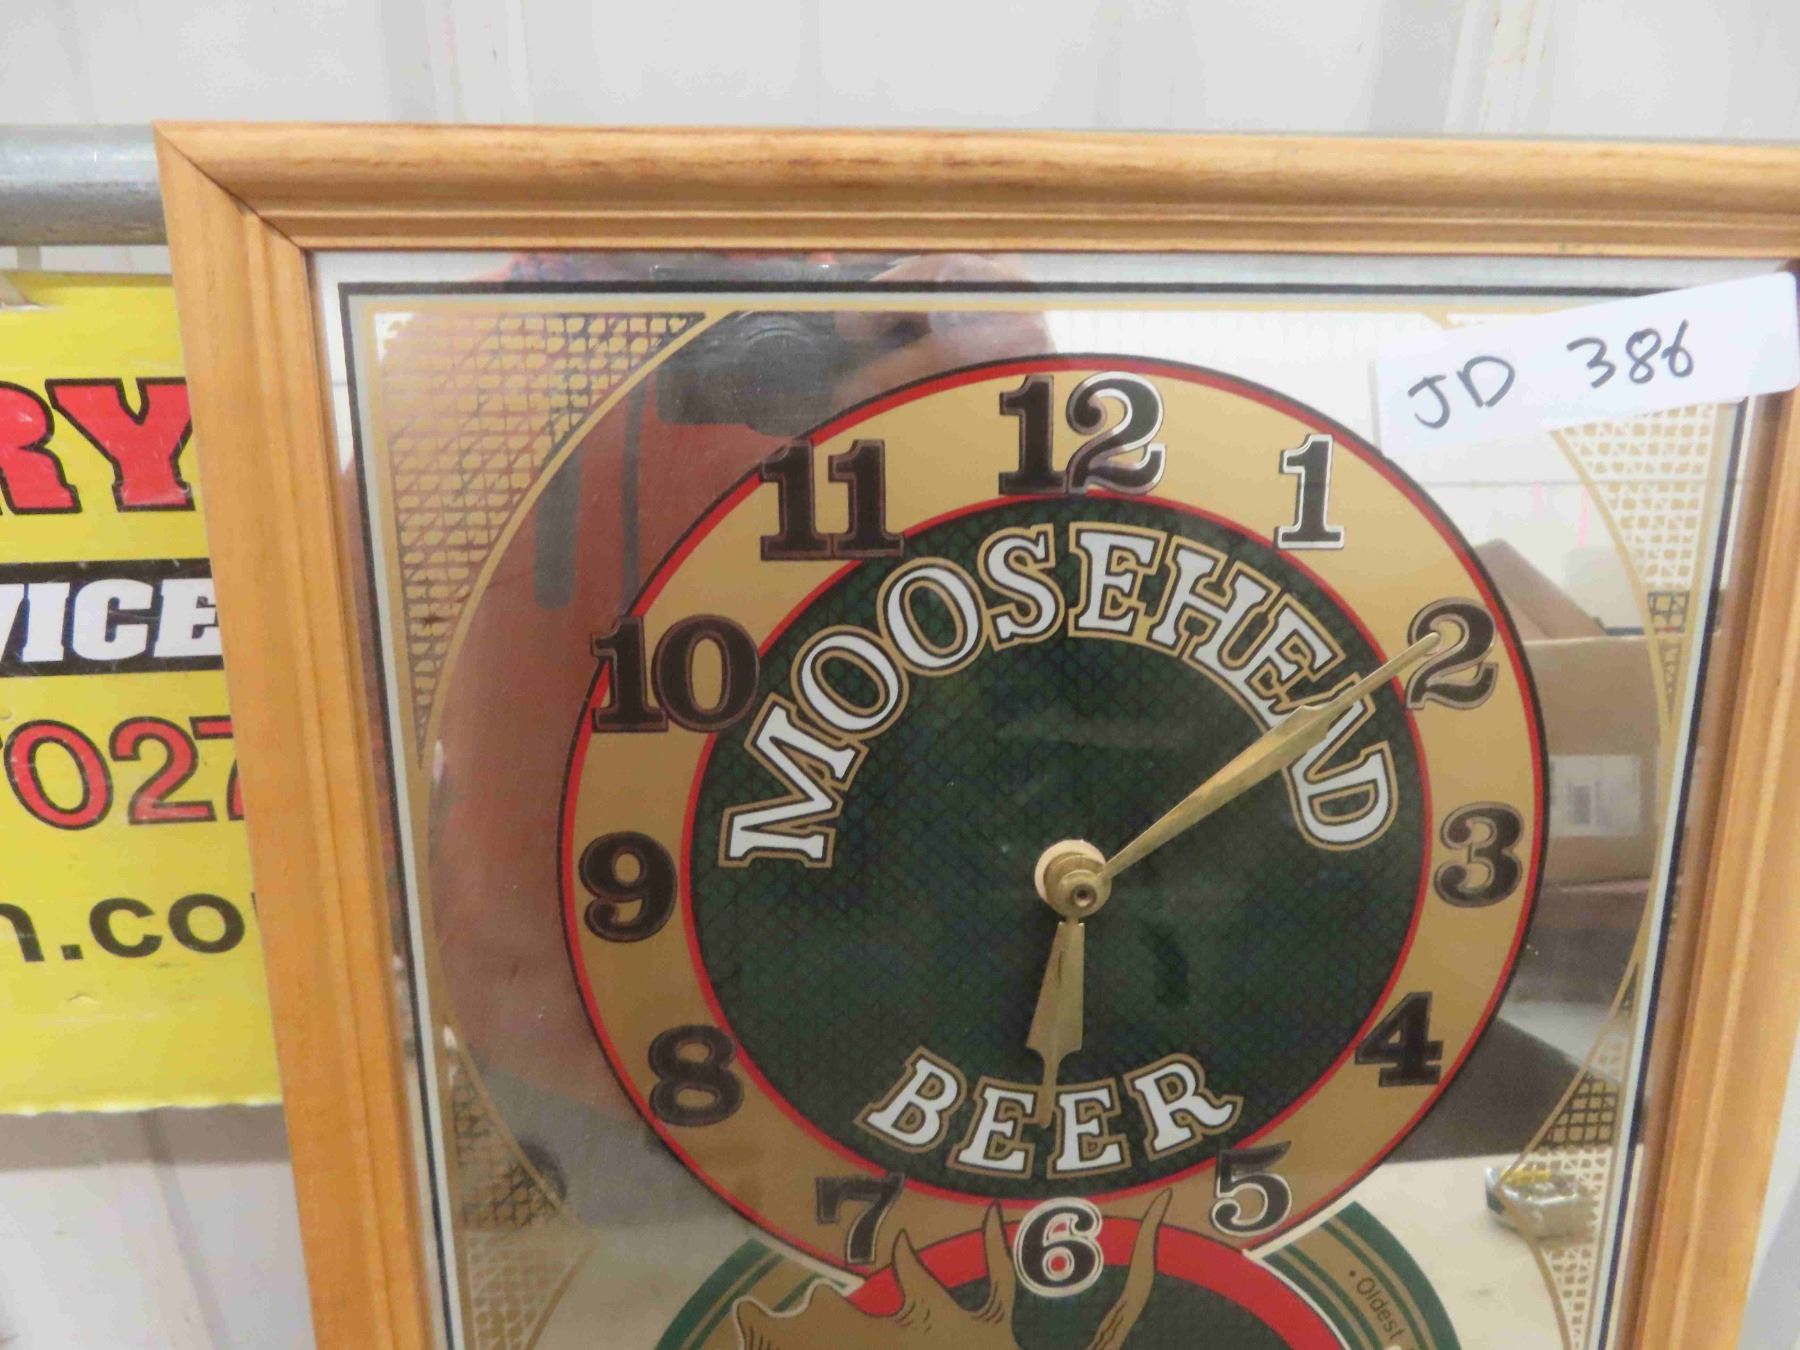 RY
VICE
027
n.co
JD 386
12
1
2
3
4
5
6
7
8
9
10
11
MOOSEHEAD
BEER
• Oldest